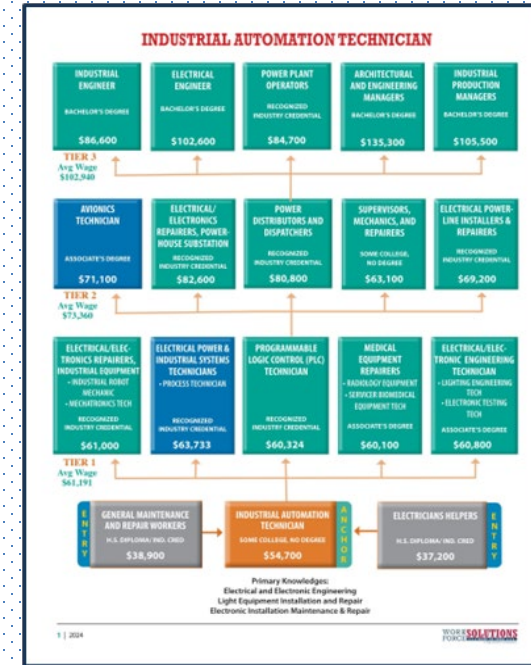 INDUSTRIAL AUTOMATION TECHNICIAN
INDUSTRIAL
ENGINEER
BACHELOR'S DEGREE
$86,600
ELECTRICAL
ENGINEER
BACHELOR'S DEGREE
$102,600
POWER PLANT
OPERATORS
RECOGNIZED
INDUSTRY CREDENTIAL
$84,700
ARCHITECTURAL
AND ENGINEERING
MANAGERS
BACHELOR'S DEGREE
$135,300
INDUSTRIAL
PRODUCTION
MANAGERS
BACHELOR'S DEGREE
$105,500
TIER 3
Avg Wage
$102,940
AVIONICS
TECHNICIAN
ASSOCIATE'S DEGREE
$71,100
ELECTRICAL/
ELECTRONICS
REPAIRERS, POWER-
HOUSE SUBSTATION
RECOGNIZED
INDUSTRY CREDENTIAL
$82,600
POWER
DISTRIBUTORS AND
DISPATCHERS
RECOGNIZED
INDUSTRY CREDENTIAL
$80,800
SUPERVISORS,
MECHANICS, AND
REPAIRERS
SOME COLLEGE,
NO DEGREE
$63,100
ELECTRICAL POWER-
LINE INSTALLERS &
REPAIRERS
RECOGNIZED
INDUSTRY CREDENTIAL
$69,200
TIER 2
Avg Wage
$73,360
ELECTRICAL/ELEC-
TRONICS REPAIRERS,
INDUSTRIAL EQUIPMENT
• INDUSTRIAL ROBOT
MECHANIC
• MECHATRONICS TECH
RECOGNIZED
INDUSTRY CREDENTIAL
$61,000
ELECTRICAL POWER &
INDUSTRIAL SYSTEMS
TECHNICIANS
• PROCESS TECHNICIAN
RECOGNIZED
INDUSTRY CREDENTIAL
$63,733
PROGRAMMABLE
LOGIC CONTROL (PLC)
TECHNICIAN
RECOGNIZED
INDUSTRY CREDENTIAL
$60,324
MEDICAL
EQUIPMENT
REPAIRERS
• RADIOLOGY EQUIPMENT
• SERVICER BIOMEDICAL
EQUIPMENT TECH
ASSOCIATE'S DEGREE
$60,100
ELECTRICAL/ELEC-
TRONIC ENGINEERING
TECHNICIAN
• LIGHTING ENGINEERING
TECH
• ELECTRONIC TESTING
TECH
ASSOCIATE'S DEGREE
$60,800
TIER 1
Avg Wage
$61,191
ENTRY
GENERAL MAINTENANCE
AND REPAIR WORKERS
H.S. DIPLOMA/ IND. CRED
$38,900
INDUSTRIAL AUTOMATION
TECHNICIAN
SOME COLLEGE, NO DEGREE
$54,700
ANCHOR
ELECTRICIANS HELPERS
H.S. DIPLOMA/ IND. CRED
$37,200
ENTRY
Primary Knowledges:
Electrical and Electronic Engineering
Light Equipment Installation and Repair
Electronic Installation Maintenance & Repair
| 2024
WORKFORCE SOLUTIONS